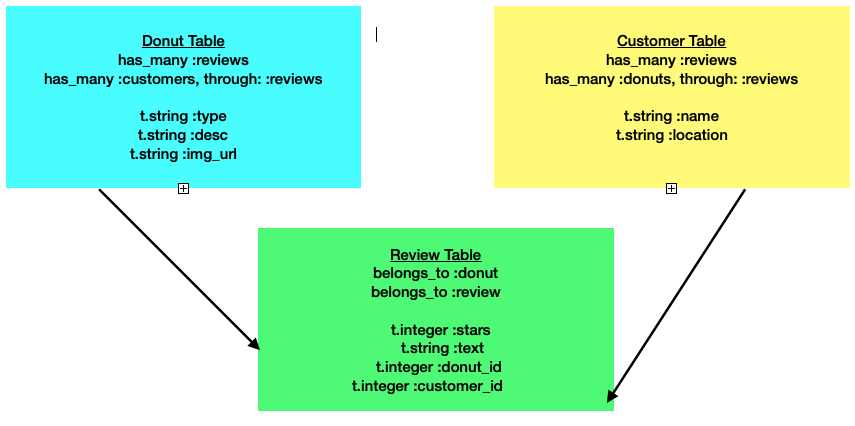 Donut Table
has_many :reviews
has_many :customers, through: :reviews
t.string :type
t.string :desc
t.string :img_url
Customer Table
has_many :reviews
has_many :donuts, through: :reviews
t.string :name
t.string :location
Review Table
belongs_to :donut
belongs_to :review
t.integer :stars
t.string :text
t.integer :donut_id
t.integer :customer_id